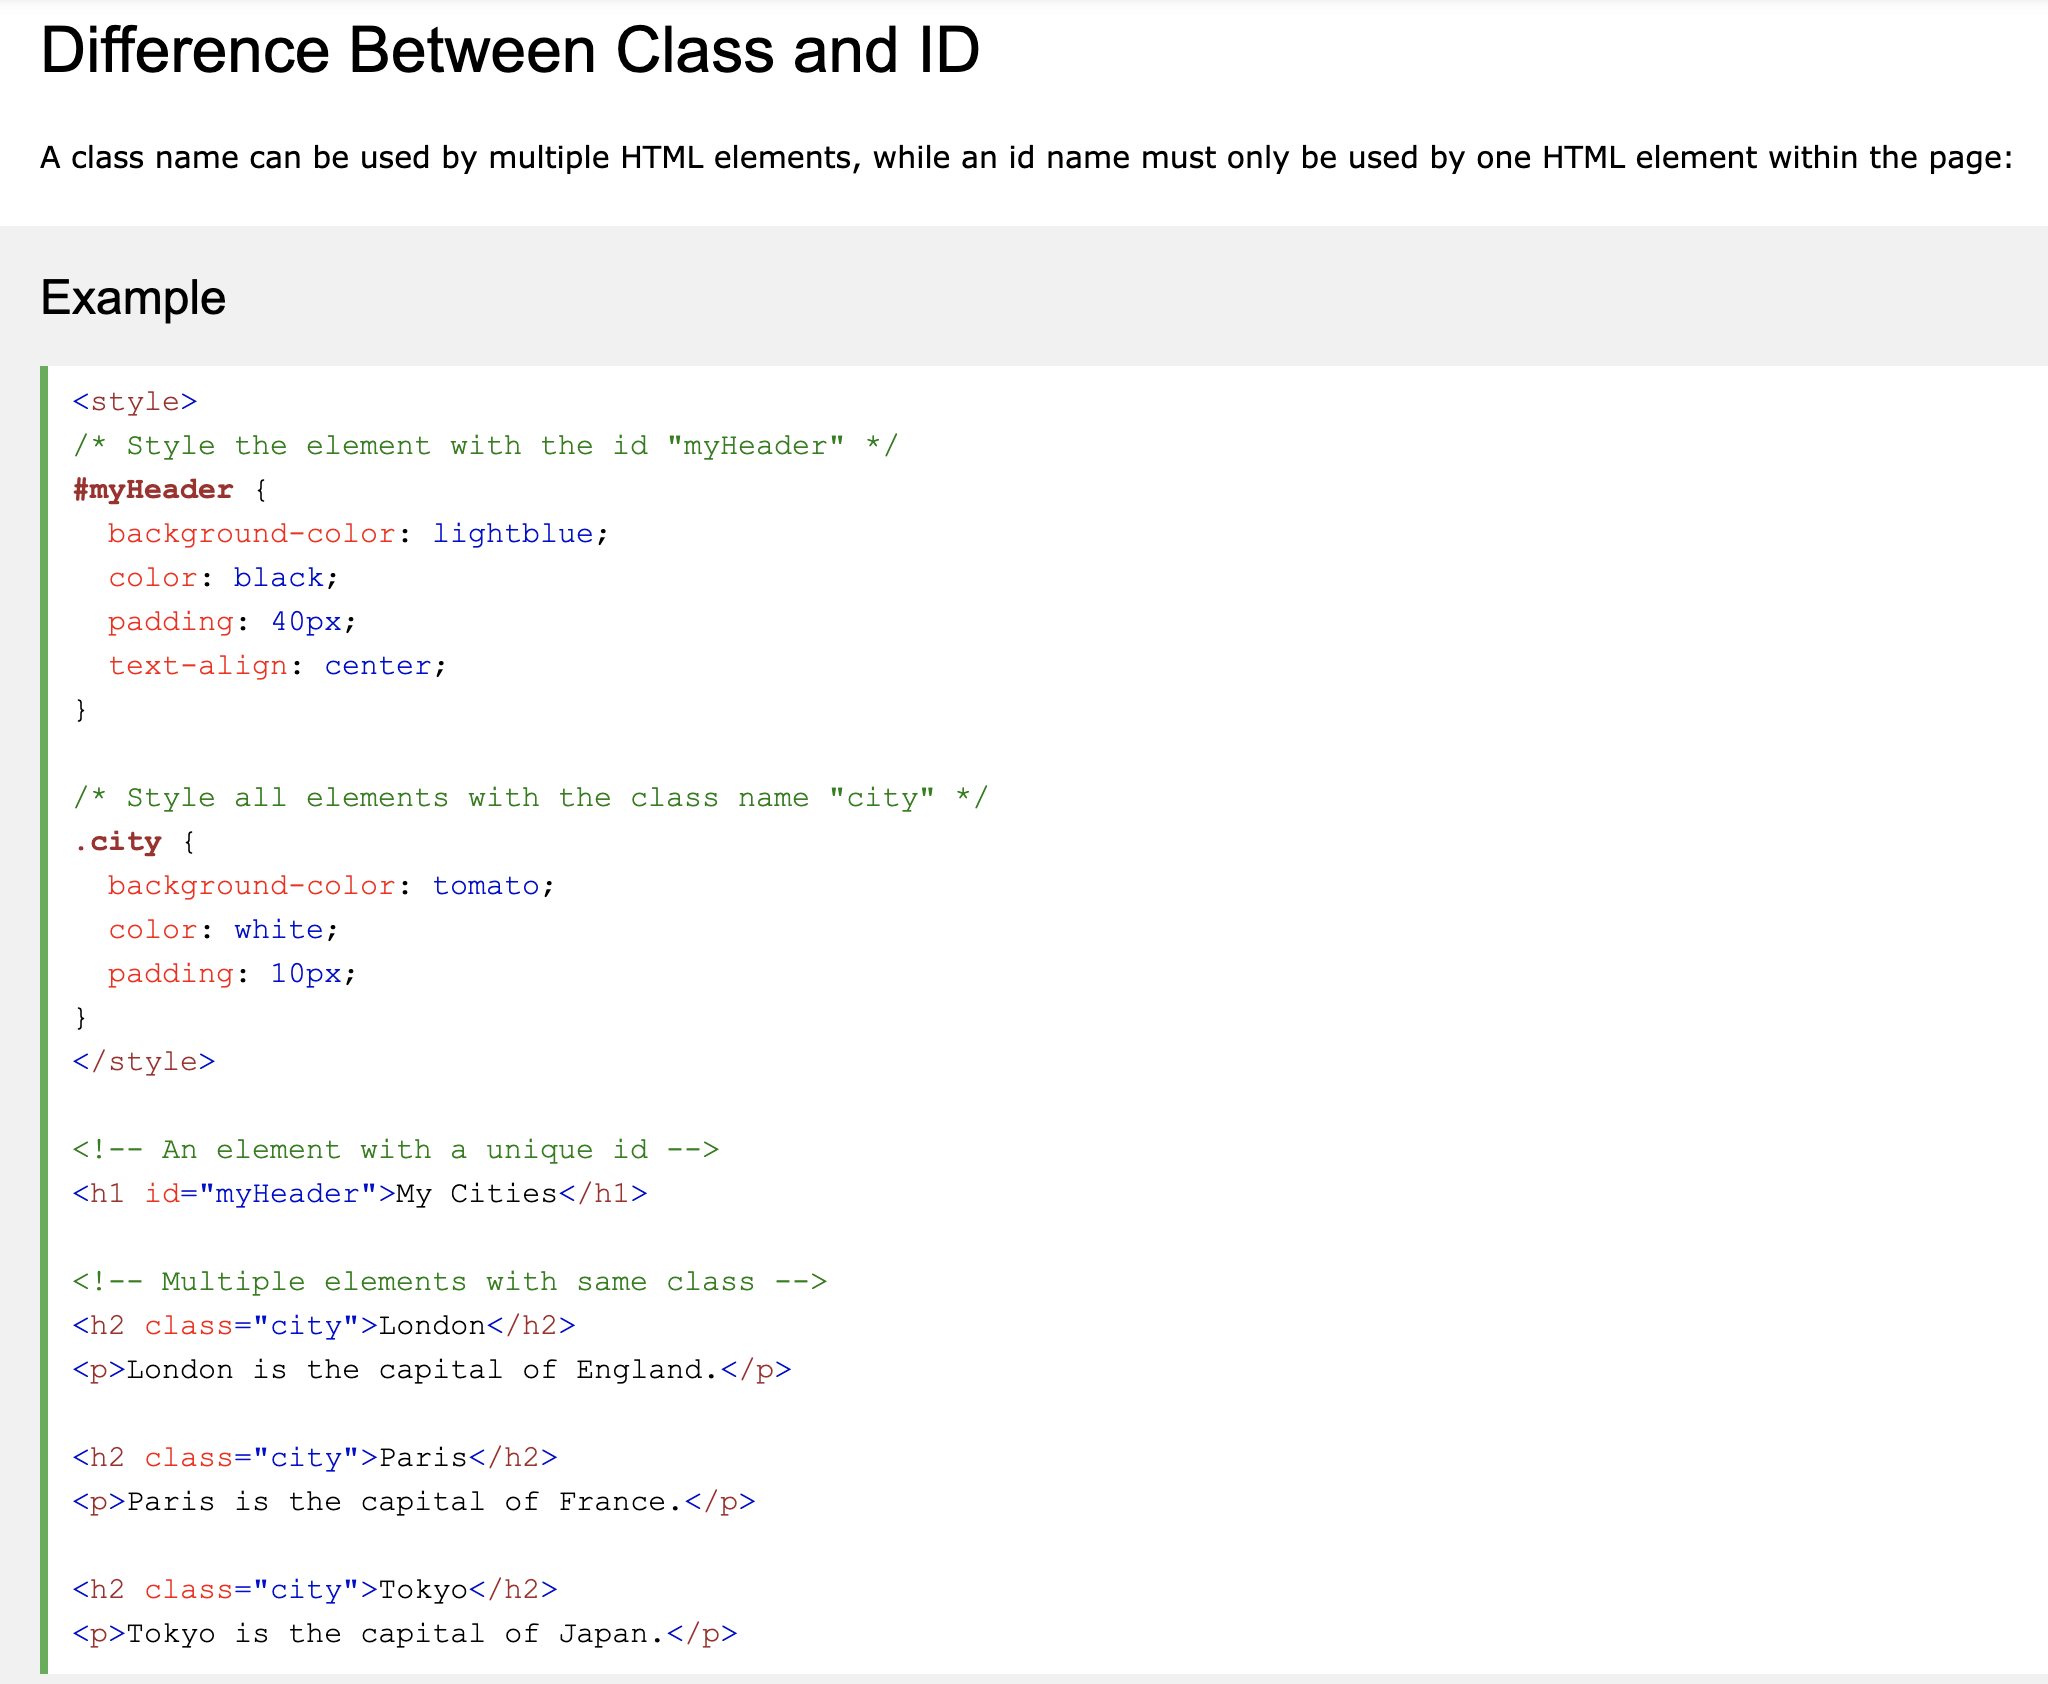 Difference Between Class and ID
A class name can be used by multiple HTML elements, while an id name must only be used by one HTML element within the page:
Example
<style>
/* Style the element with the id "myHeader" */
#myHeader {
  background-color: lightblue;
  color: black;
  padding: 40px;
  text-align: center;
}
/* Style all elements with the class name "city" */
.city {
  background-color: tomato;
  color: white;
  padding: 10px;
}
</style>
<!-- An element with a unique id -->
<h1 id="myHeader">My Cities</h1>
<!-- Multiple elements with same class -->
<h2 class="city">London</h2>
<p>London is the capital of England.</p>
<h2 class="city">Paris</h2>
<p>Paris is the capital of France.</p>
<h2 class="city">Tokyo</h2>
<p>Tokyo is the capital of Japan.</p>